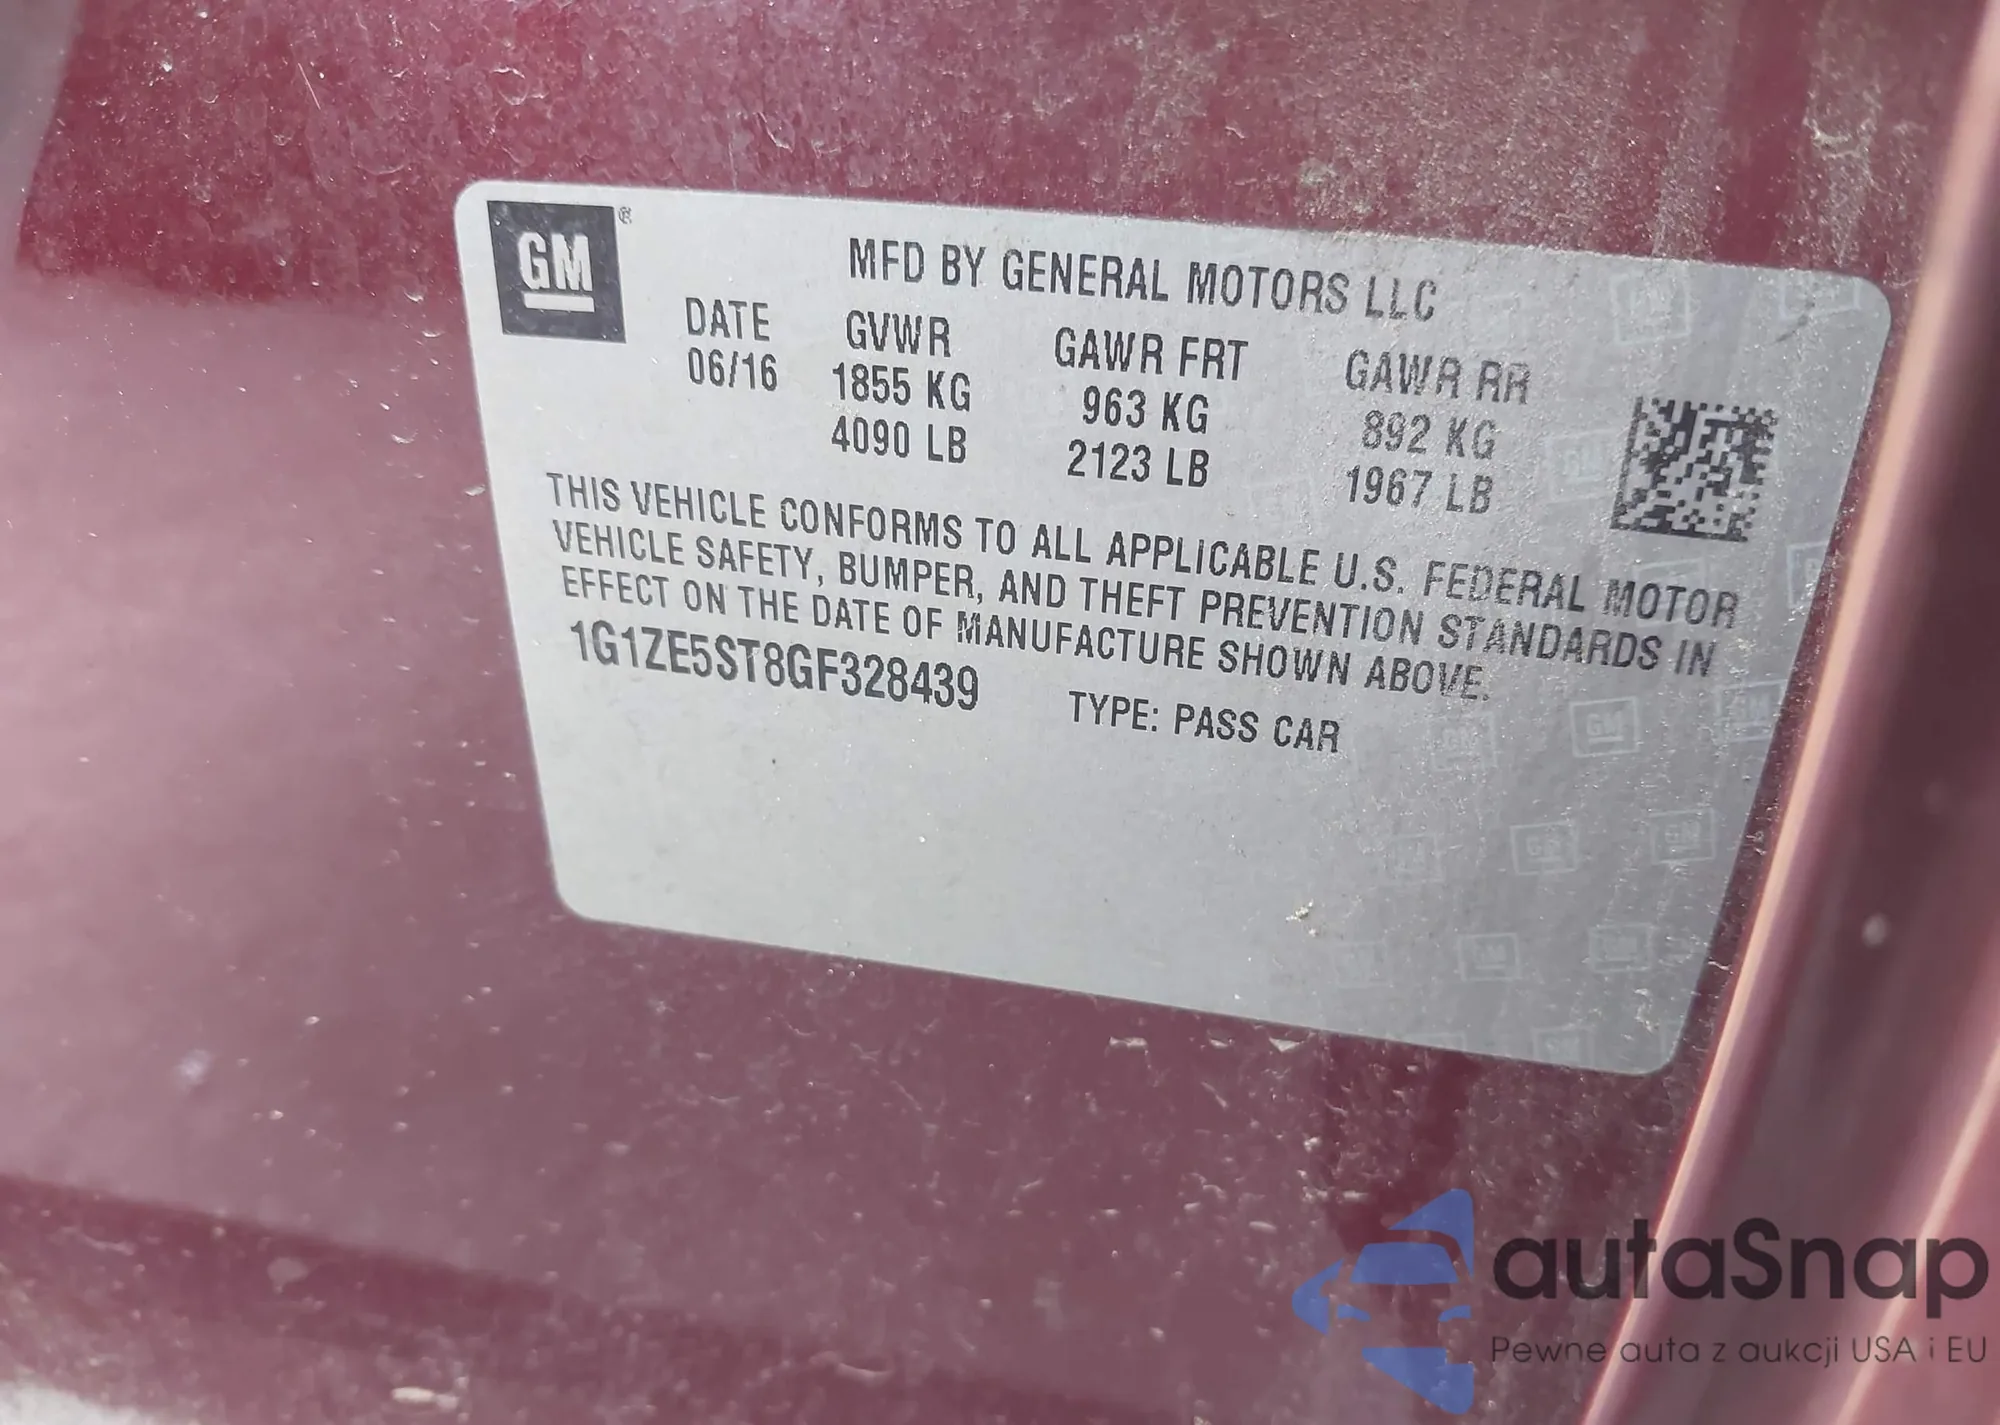 GM ®
MFD BY GENERAL MOTORS LLC
DATE GVWR GAWR FRT GAWR RR
06/16 1855 KG 963 KG 892 KG
4090 LB 2123 LB 1967 LB
THIS VEHICLE CONFORMS TO ALL APPLICABLE U.S. FEDERAL MOTOR
VEHICLE SAFETY, BUMPER, AND THEFT PREVENTION STANDARDS IN
EFFECT ON THE DATE OF MANUFACTURE SHOWN ABOVE.
1G1ZE5ST8GF328439 TYPE: PASS CAR
autaSnap
Pewne auta z aukcji USA i EU